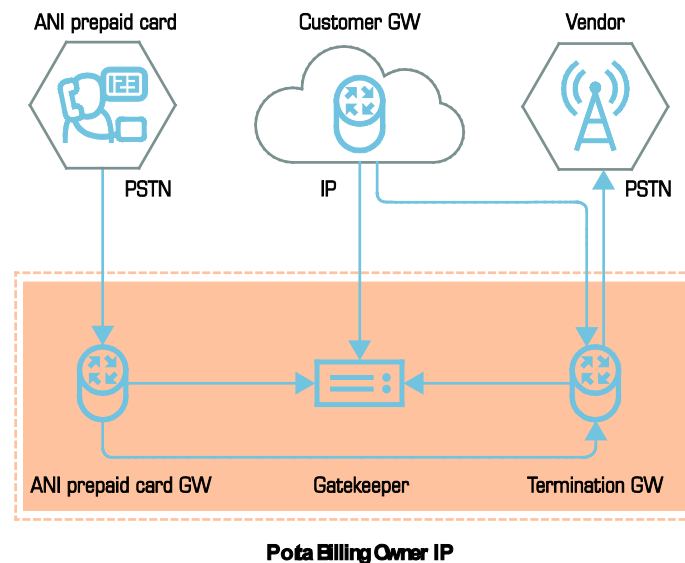 ANI prepaid card
Customer GW
Vendor
123
PSTN
IP
PSTN
ANI prepaid card GW
Gatekeeper
Termination GW
Porta Billing Owner IP